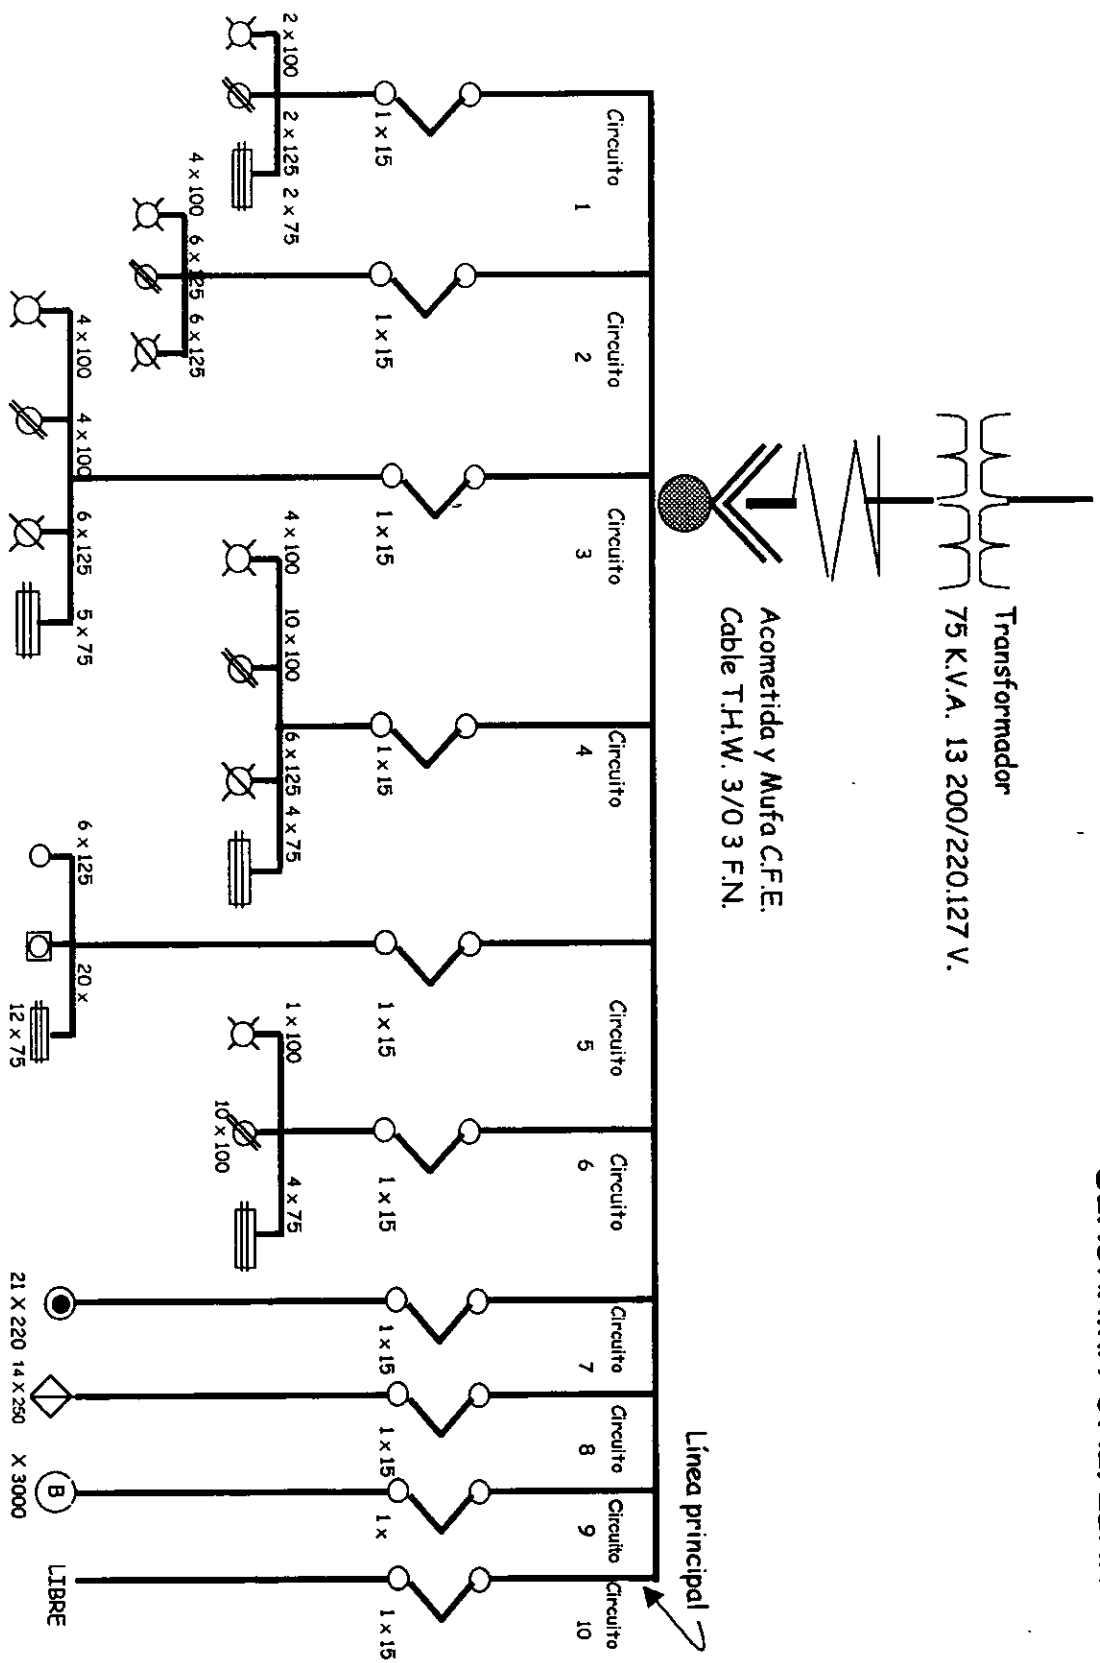 Transformador
75 K.V.A. 13 200/220.127 V.
Acometida y Mufa C.F.E.
Cable T.H.W. 3/0 3 F.N.
Línea principal
Circuito
1
Circuito
2
Circuito
3
Circuito
4
Circuito
5
Circuito
6
Circuito
7
Circuito
8
Circuito
9
Circuito
10
1 x 15
1 x 15
1 x 15
1 x 15
1 x 15
1 x 15
1 x 15
1 x 15
1 x
1 x 15
2 x 100
2 x 125
2 x 75
4 x 100
6 x 125
6 x 125
4 x 100
4 x 100
6 x 125
5 x 75
4 x 100
10 x 100
6 x 125
4 x 75
6 x 125
20 x
12 x 75
1 x 100
10 x 100
4 x 75
21 X 220
14 X 250
X 3000
B
LIBRE